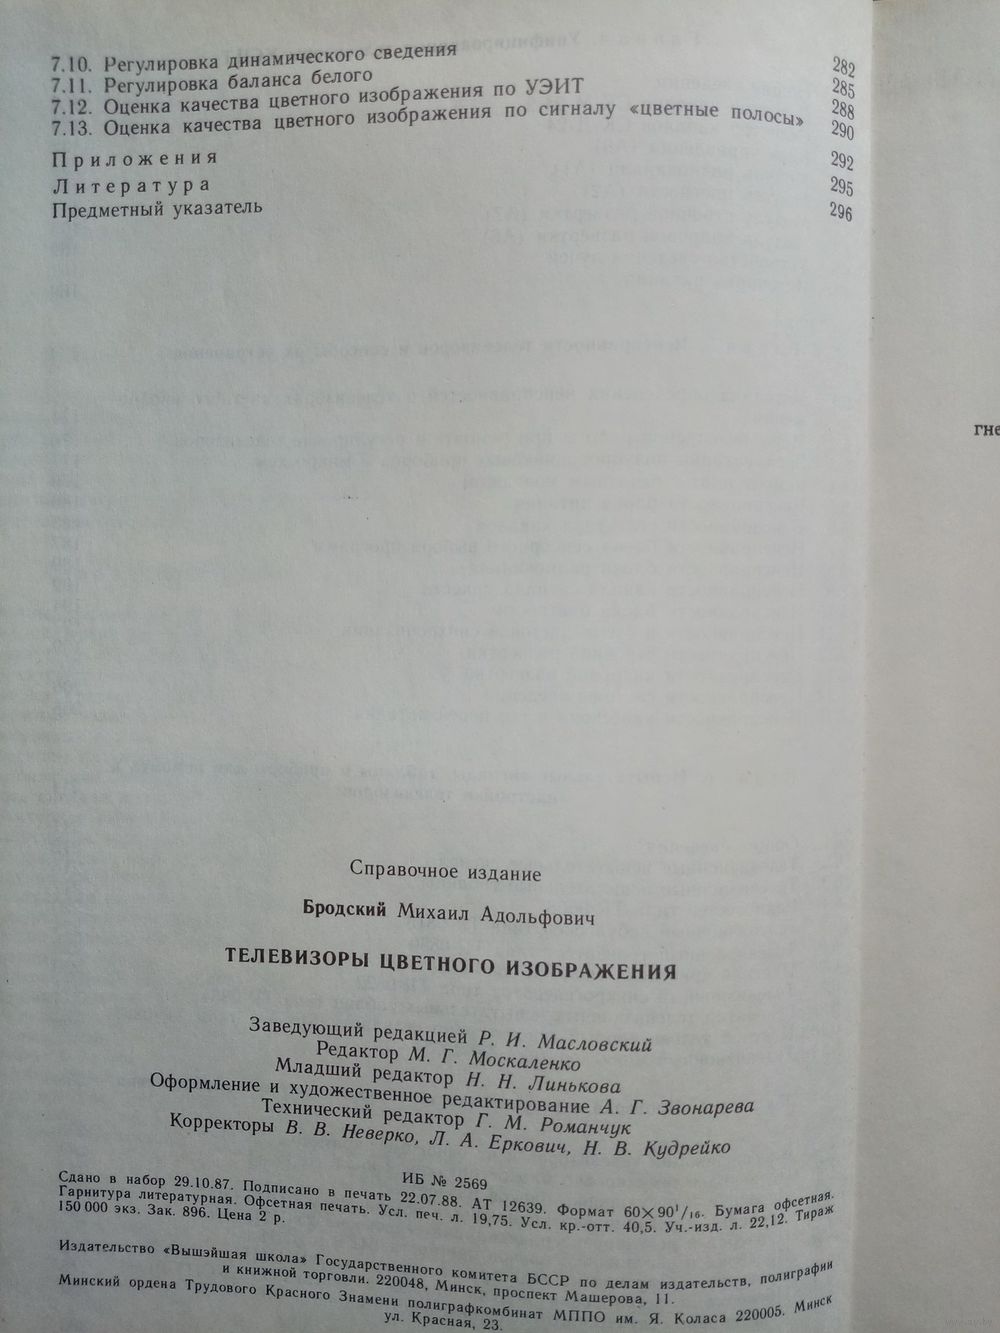 7.10. Регулировка динамического сведения 282
7.11. Регулировка баланса белого 285
7.12. Оценка качества цветного изображения по УЭИТ 288
7.13. Оценка качества цветного изображения по сигналу «цветные полосы» 290
Приложения 292
Литература 295
Предметный указатель 296
гне
Справочное издание
Бродский Михаил Адольфович
ТЕЛЕВИЗОРЫ ЦВЕТНОГО ИЗОБРАЖЕНИЯ
Заведующий редакцией Р. И. Масловский
Редактор М. Г. Москаленко
Младший редактор Н. Н. Линькова
Оформление и художественное редактирование А. Г. Звонарева
Технический редактор Г. М. Романчук
Корректоры В. В. Неверко, Л. А. Еркович, Н. В. Кудрейко
ИБ № 2569
Сдано в набор 29.10.87. Подписано в печать 22.07.88. АТ 12639. Формат 60×90¹/₁₆. Бумага офсетная.
Гарнитура литературная. Офсетная печать. Усл. печ. л. 19,75. Усл. кр.-отт. 40,5. Уч.-изд. л. 22,12. Тираж
150 000 экз. Зак. 896. Цена 2 р.
Издательство «Вышэйшая школа» Государственного комитета БССР по делам издательств, полиграфии
и книжной торговли. 220048, Минск, проспект Машерова, 11.
Минский ордена Трудового Красного Знамени полиграфкомбинат МППО им. Я. Коласа 220005. Минск
ул. Красная, 23.